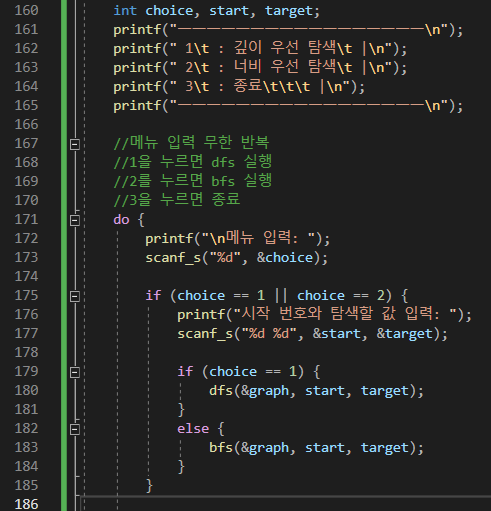 160 int choice, start, target;
161 printf("─────────────────\n");
162 printf(" 1\t : 깊이 우선 탐색\t |\n");
163 printf(" 2\t : 너비 우선 탐색\t |\n");
164 printf(" 3\t : 종료\t\t\t |\n");
165 printf("─────────────────\n");
166
167 //메뉴 입력 무한 반복
168 //1을 누르면 dfs 실행
169 //2를 누르면 bfs 실행
170 //3을 누르면 종료
171 do {
172 printf("\n메뉴 입력: ");
173 scanf_s("%d", &choice);
174
175 if (choice == 1 || choice == 2) {
176 printf("시작 번호와 탐색할 값 입력: ");
177 scanf_s("%d %d", &start, &target);
178
179 if (choice == 1) {
180 dfs(&graph, start, target);
181 }
182 else {
183 bfs(&graph, start, target);
184 }
185 }
186